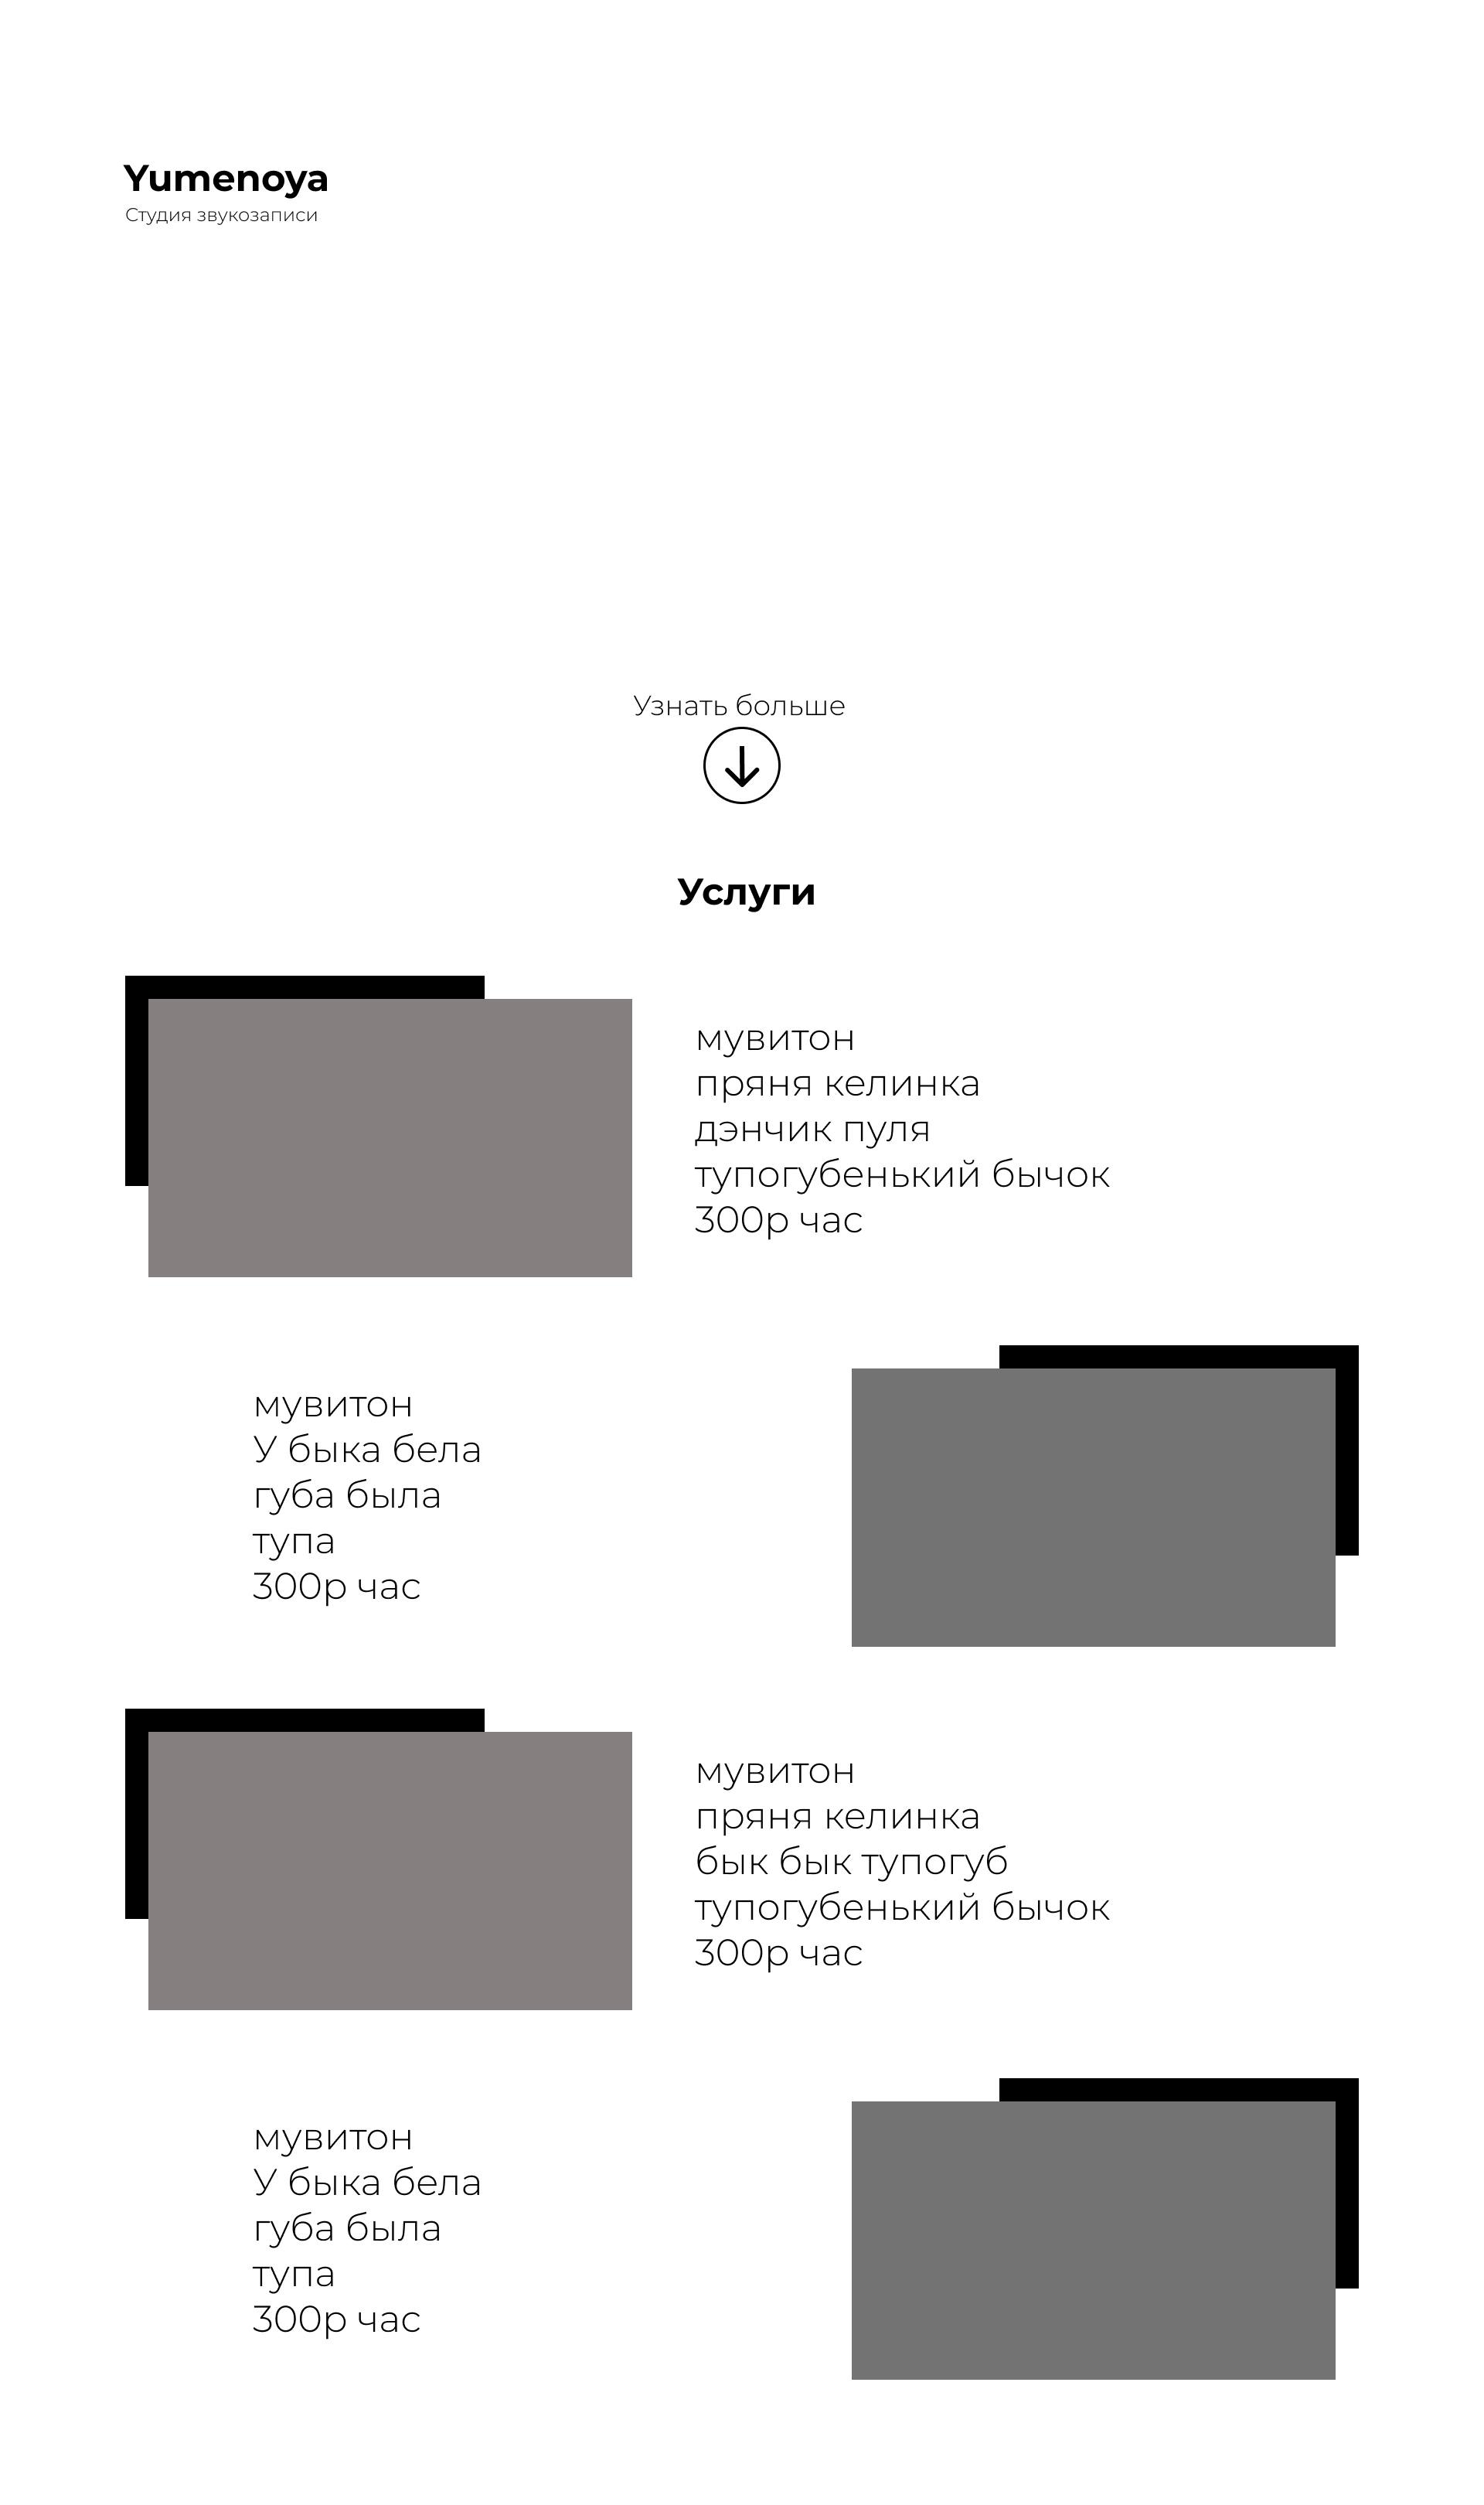 Yumenoya
Студия звукозаписи
Узнать больше
Услуги
мувитон
пряня келинка
дэнчик пуля
тупогубенький бычок
300р час
мувитон
У быка бела
губа была
тупа
300р час
мувитон
пряня келинка
бык бык тупогуб
тупогубенький бычок
300р час
мувитон
У быка бела
губа была
тупа
300р час